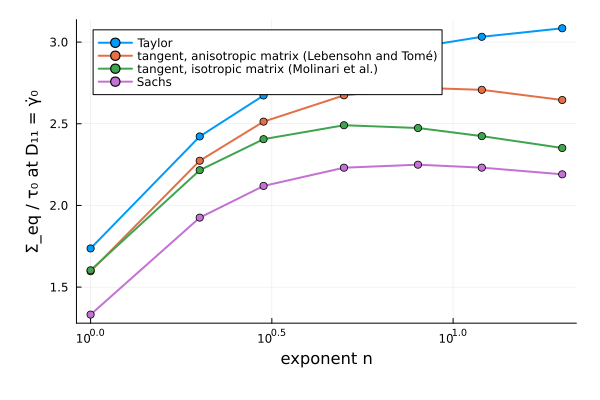 Taylor
tangent, anisotropic matrix (Lebensohn and Tomé)
tangent, isotropic matrix (Molinari et al.)
Sachs
3.0
2.5
2.0
1.5
Σ_eq / τ₀ at D₁₁ = γ̇₀
10^0.0 10^0.5 10^1.0
exponent n